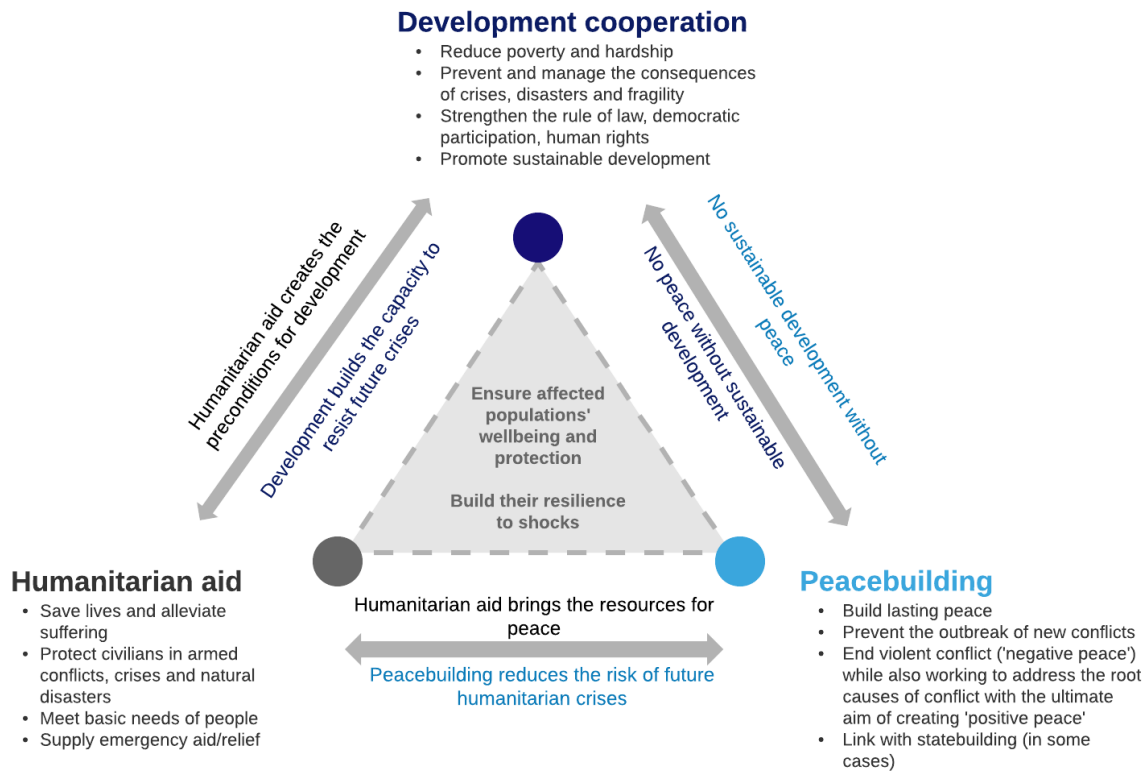 Development cooperation
• Reduce poverty and hardship
• Prevent and manage the consequences
of crises, disasters and fragility
• Strengthen the rule of law, democratic
participation, human rights
• Promote sustainable development
Humanitarian aid creates the
preconditions for development
Development builds the capacity to
resist future crises
No peace without sustainable
development
No sustainable development without
peace
Ensure affected
populations'
wellbeing and
protection
Build their resilience
to shocks
Humanitarian aid
• Save lives and alleviate
suffering
• Protect civilians in armed
conflicts, crises and natural
disasters
• Meet basic needs of people
• Supply emergency aid/relief
Humanitarian aid brings the resources for
peace
Peacebuilding reduces the risk of future
humanitarian crises
Peacebuilding
• Build lasting peace
• Prevent the outbreak of new conflicts
• End violent conflict ('negative peace')
while also working to address the root
causes of conflict with the ultimate
aim of creating 'positive peace'
• Link with statebuilding (in some
cases)